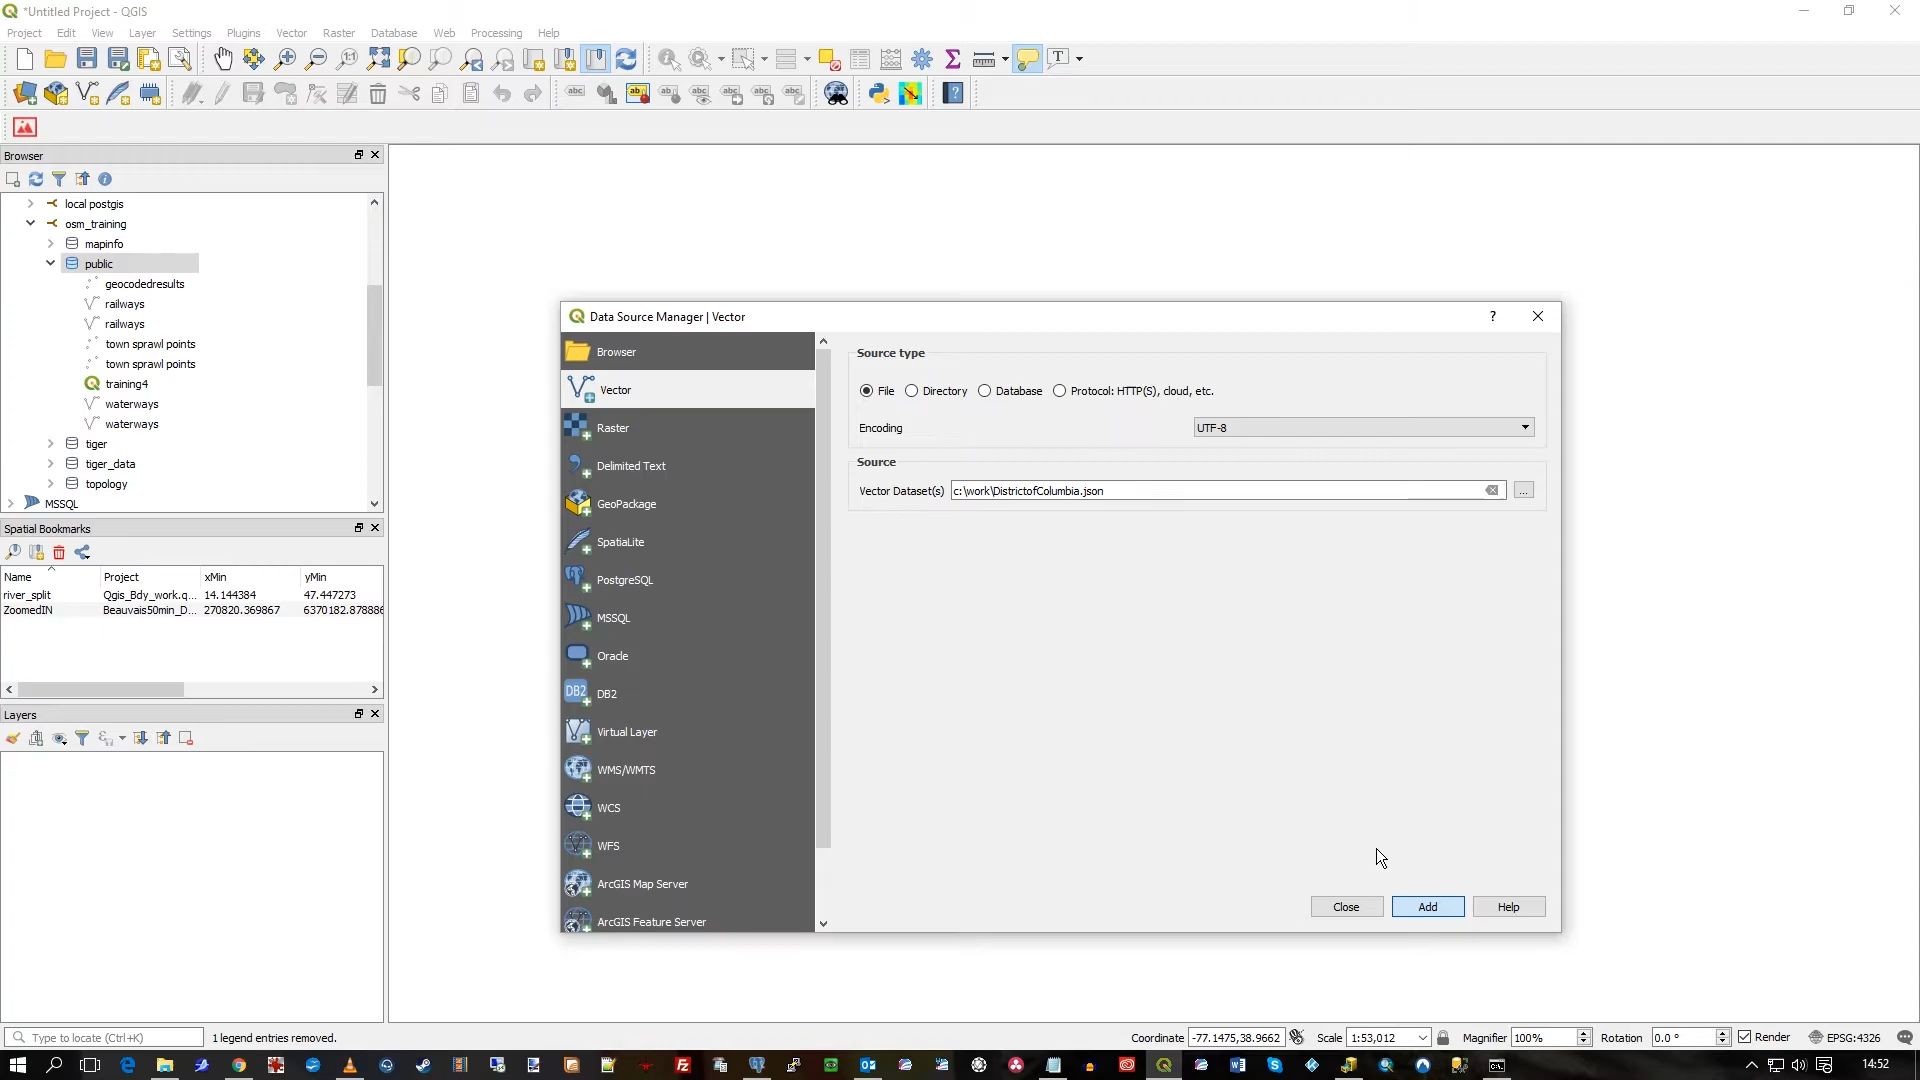 *Untitled Project - QGIS
Project Edit View Layer Settings Plugins Vector Raster Database Web Processing Help
Browser
local postgis
osm_training
mapinfo
public
geocodedresults
railways
railways
town sprawl points
town sprawl points
training4
waterways
waterways
tiger
tiger_data
topology
MSSQL
Spatial Bookmarks
Name Project xMin yMin
river_split Qgis_Bdy_work.q... 14.144384 47.447273
ZoomedIN Beauvais50min_D... 270820.369867 6370182.878886
Layers
Data Source Manager | Vector
Browser
Vector
Raster
Delimited Text
GeoPackage
SpatiaLite
PostgreSQL
MSSQL
Oracle
DB2 DB2
Virtual Layer
WMS/WMTS
WCS
WFS
ArcGIS Map Server
ArcGIS Feature Server
Source type
File Directory Database Protocol: HTTP(S), cloud, etc.
Encoding UTF-8
Source
Vector Dataset(s) c:\work\DistrictofColumbia.json ...
Close Add Help
Type to locate (Ctrl+K) 1 legend entries removed. Coordinate -77.1475,38.9662 Scale 1:53,012 Magnifier 100% Rotation 0.0 ° Render EPSG:4326
14:52